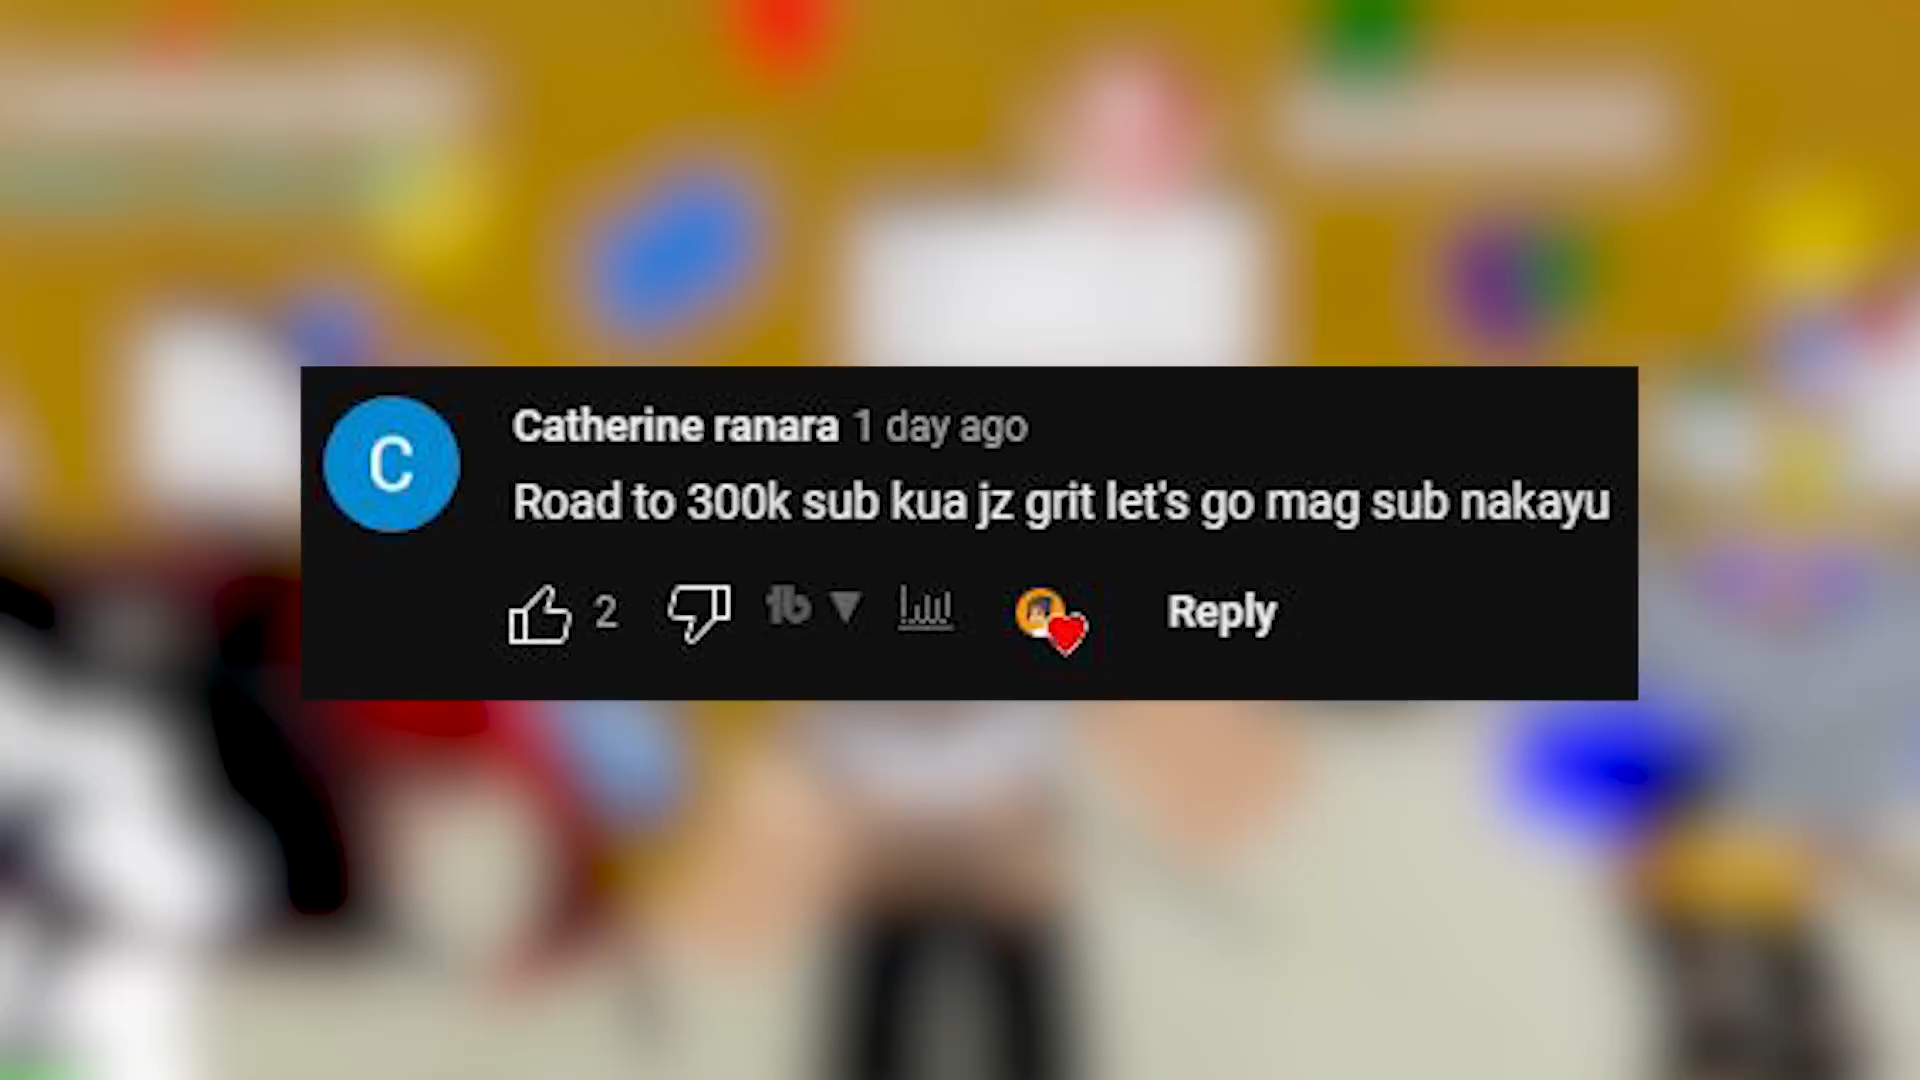 C
Catherine ranara 1 day ago
Road to 300k sub kua jz grit let's go mag sub nakayu
2
tb
Reply